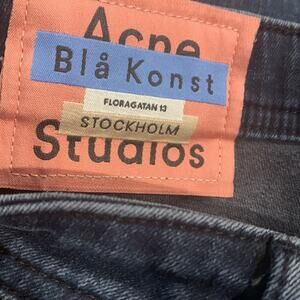 Acne
Blå Konst
FLORAGATAN 13
STOCKHOLM
Studios